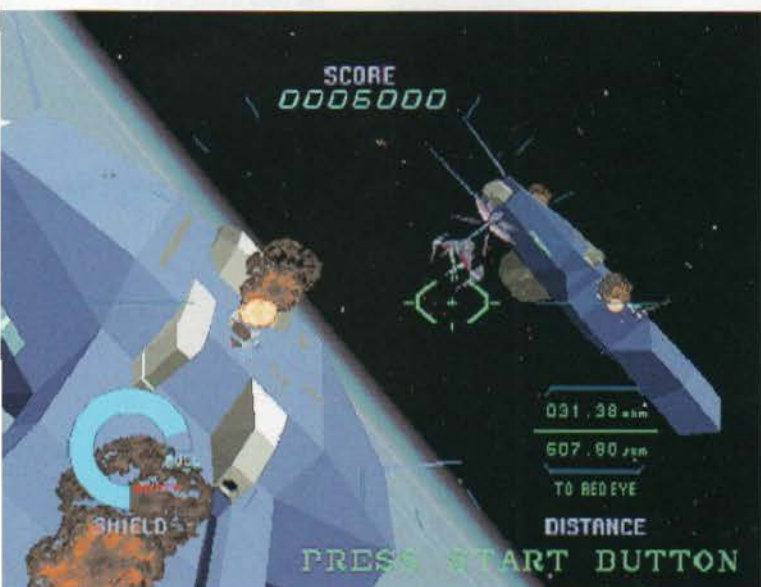 SCORE
0006000
031.38
607.80
TO RED EYE
SHIELD
DISTANCE
PRESS START BUTTON